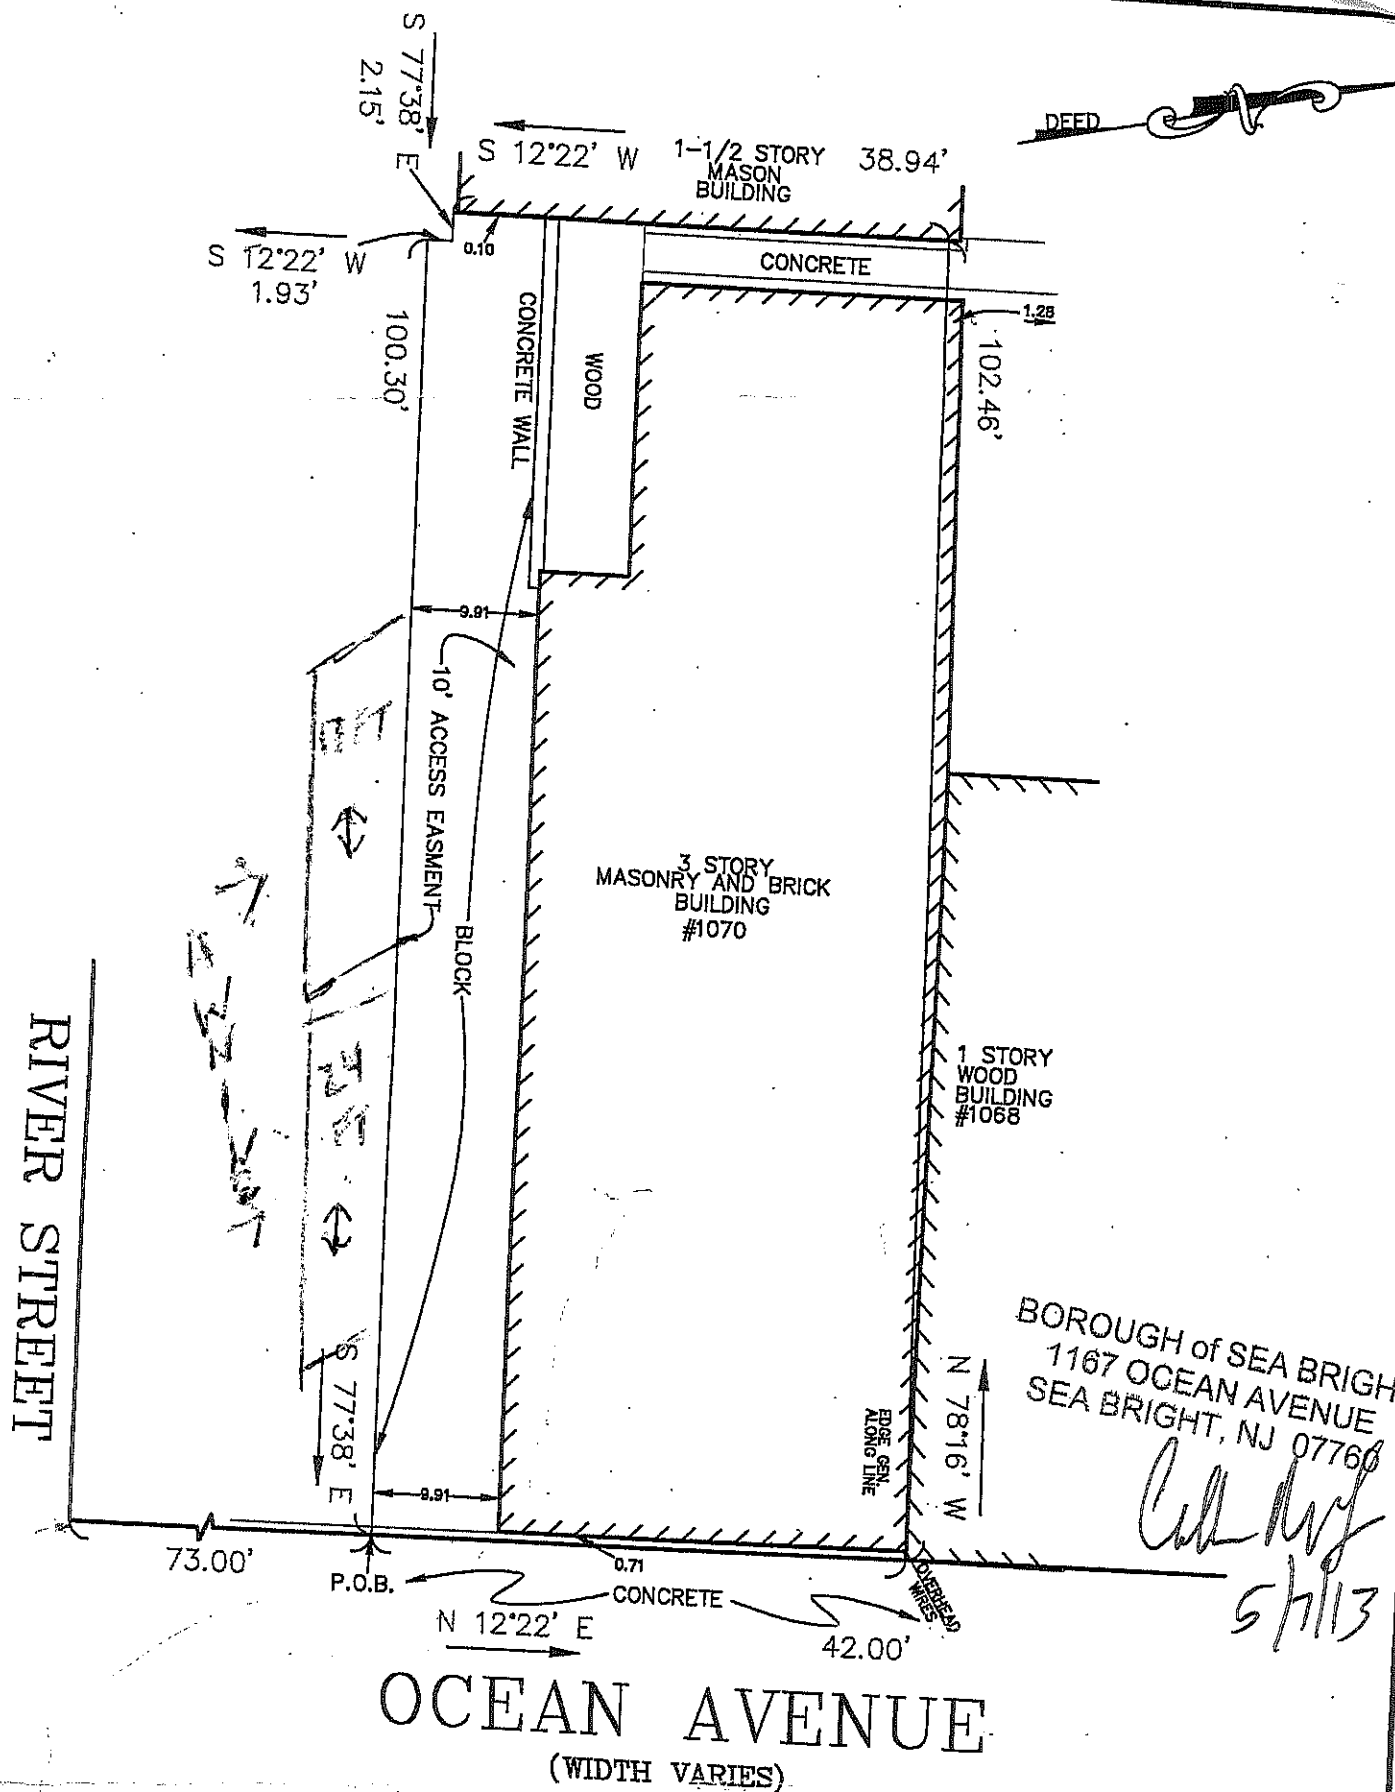 DEED
S 77°38' E
2.15'
S 12°22' W
1-1/2 STORY
MASON
BUILDING
38.94'
S 12°22' W
1.93'
0.10
CONCRETE
1.28
100.30'
CONCRETE WALL
WOOD
102.46'
9.91
10' ACCESS EASMENT
BLOCK
3 STORY
MASONRY AND BRICK
BUILDING
#1070
1 STORY
WOOD
BUILDING
#1068
RIVER STREET
S 77°38' E
9.91
EDGE GEN.
ALONG LINE
N 78°16' W
BOROUGH of SEA BRIGH
1167 OCEAN AVENUE
SEA BRIGHT, NJ 07760
5/7/13
73.00'
P.O.B.
0.71
CONCRETE
OVERHEAD
WIRES
N 12°22' E
42.00'
OCEAN AVENUE
(WIDTH VARIES)